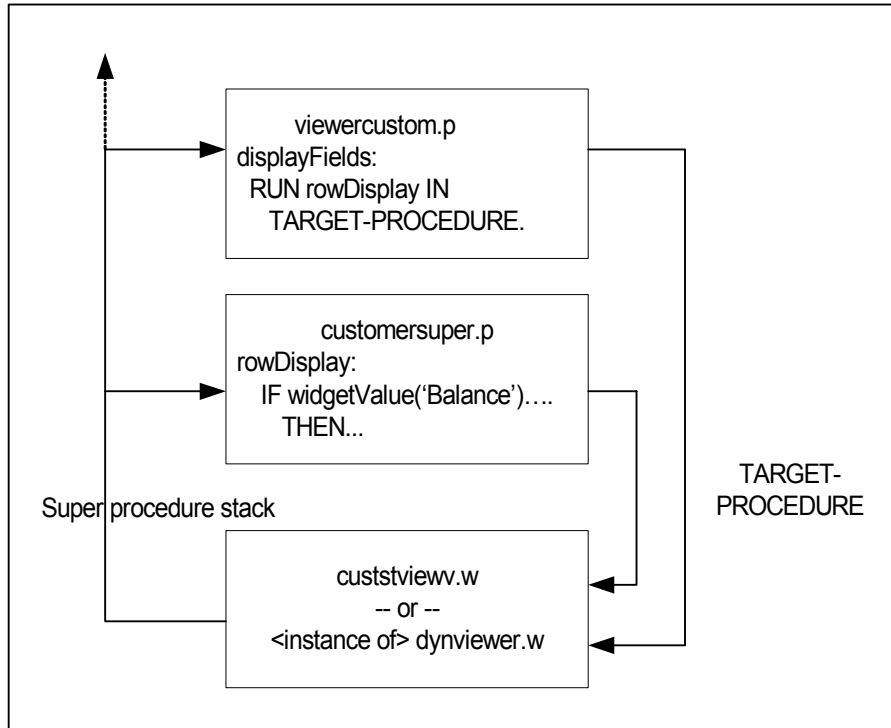 viewercustom.p
displayFields:
RUN rowDisplay IN
TARGET-PROCEDURE.
customersuper.p
rowDisplay:
IF widgetValue(‘Balance’)….
THEN...
Super procedure stack
TARGET-
PROCEDURE
custstviewv.w
-- or --
<instance of> dynviewer.w